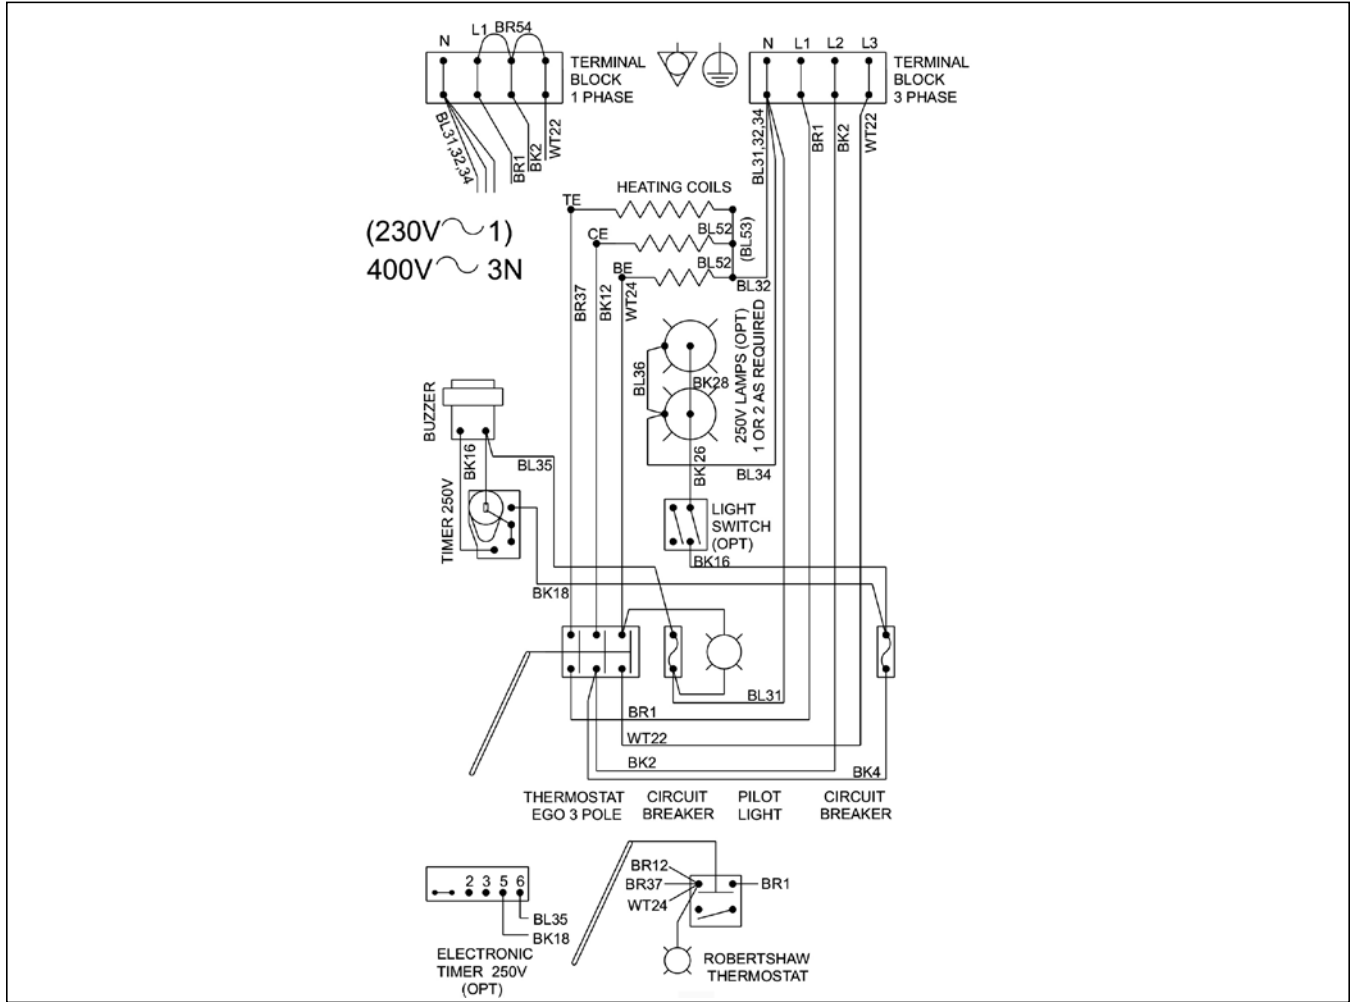 L1 BR54
N
TERMINAL
BLOCK
1 PHASE
N L1 L2 L3
TERMINAL
BLOCK
3 PHASE
BL31,32,34
BR1
BK2
WT22
BL31,32,34
BR1
BK2
WT22
HEATING COILS
TE
(230V~1)
CE
BL52
(BL53)
400V~3N
BE
BL52
BL32
BR37
BK12
WT24
250V LAMPS (OPT)
1 OR 2 AS REQUIRED
BL36
BK28
BUZZER
BK16
BL35
BK26
BL34
TIMER 250V
LIGHT
SWITCH
(OPT)
BK16
BK18
BL31
BR1
WT22
BK2
BK4
THERMOSTAT
EGO 3 POLE
CIRCUIT
BREAKER
PILOT
LIGHT
CIRCUIT
BREAKER
2 3 5 6
BL35
BK18
ELECTRONIC
TIMER 250V
(OPT)
BR12
BR37
WT24
BR1
ROBERTSHAW
THERMOSTAT